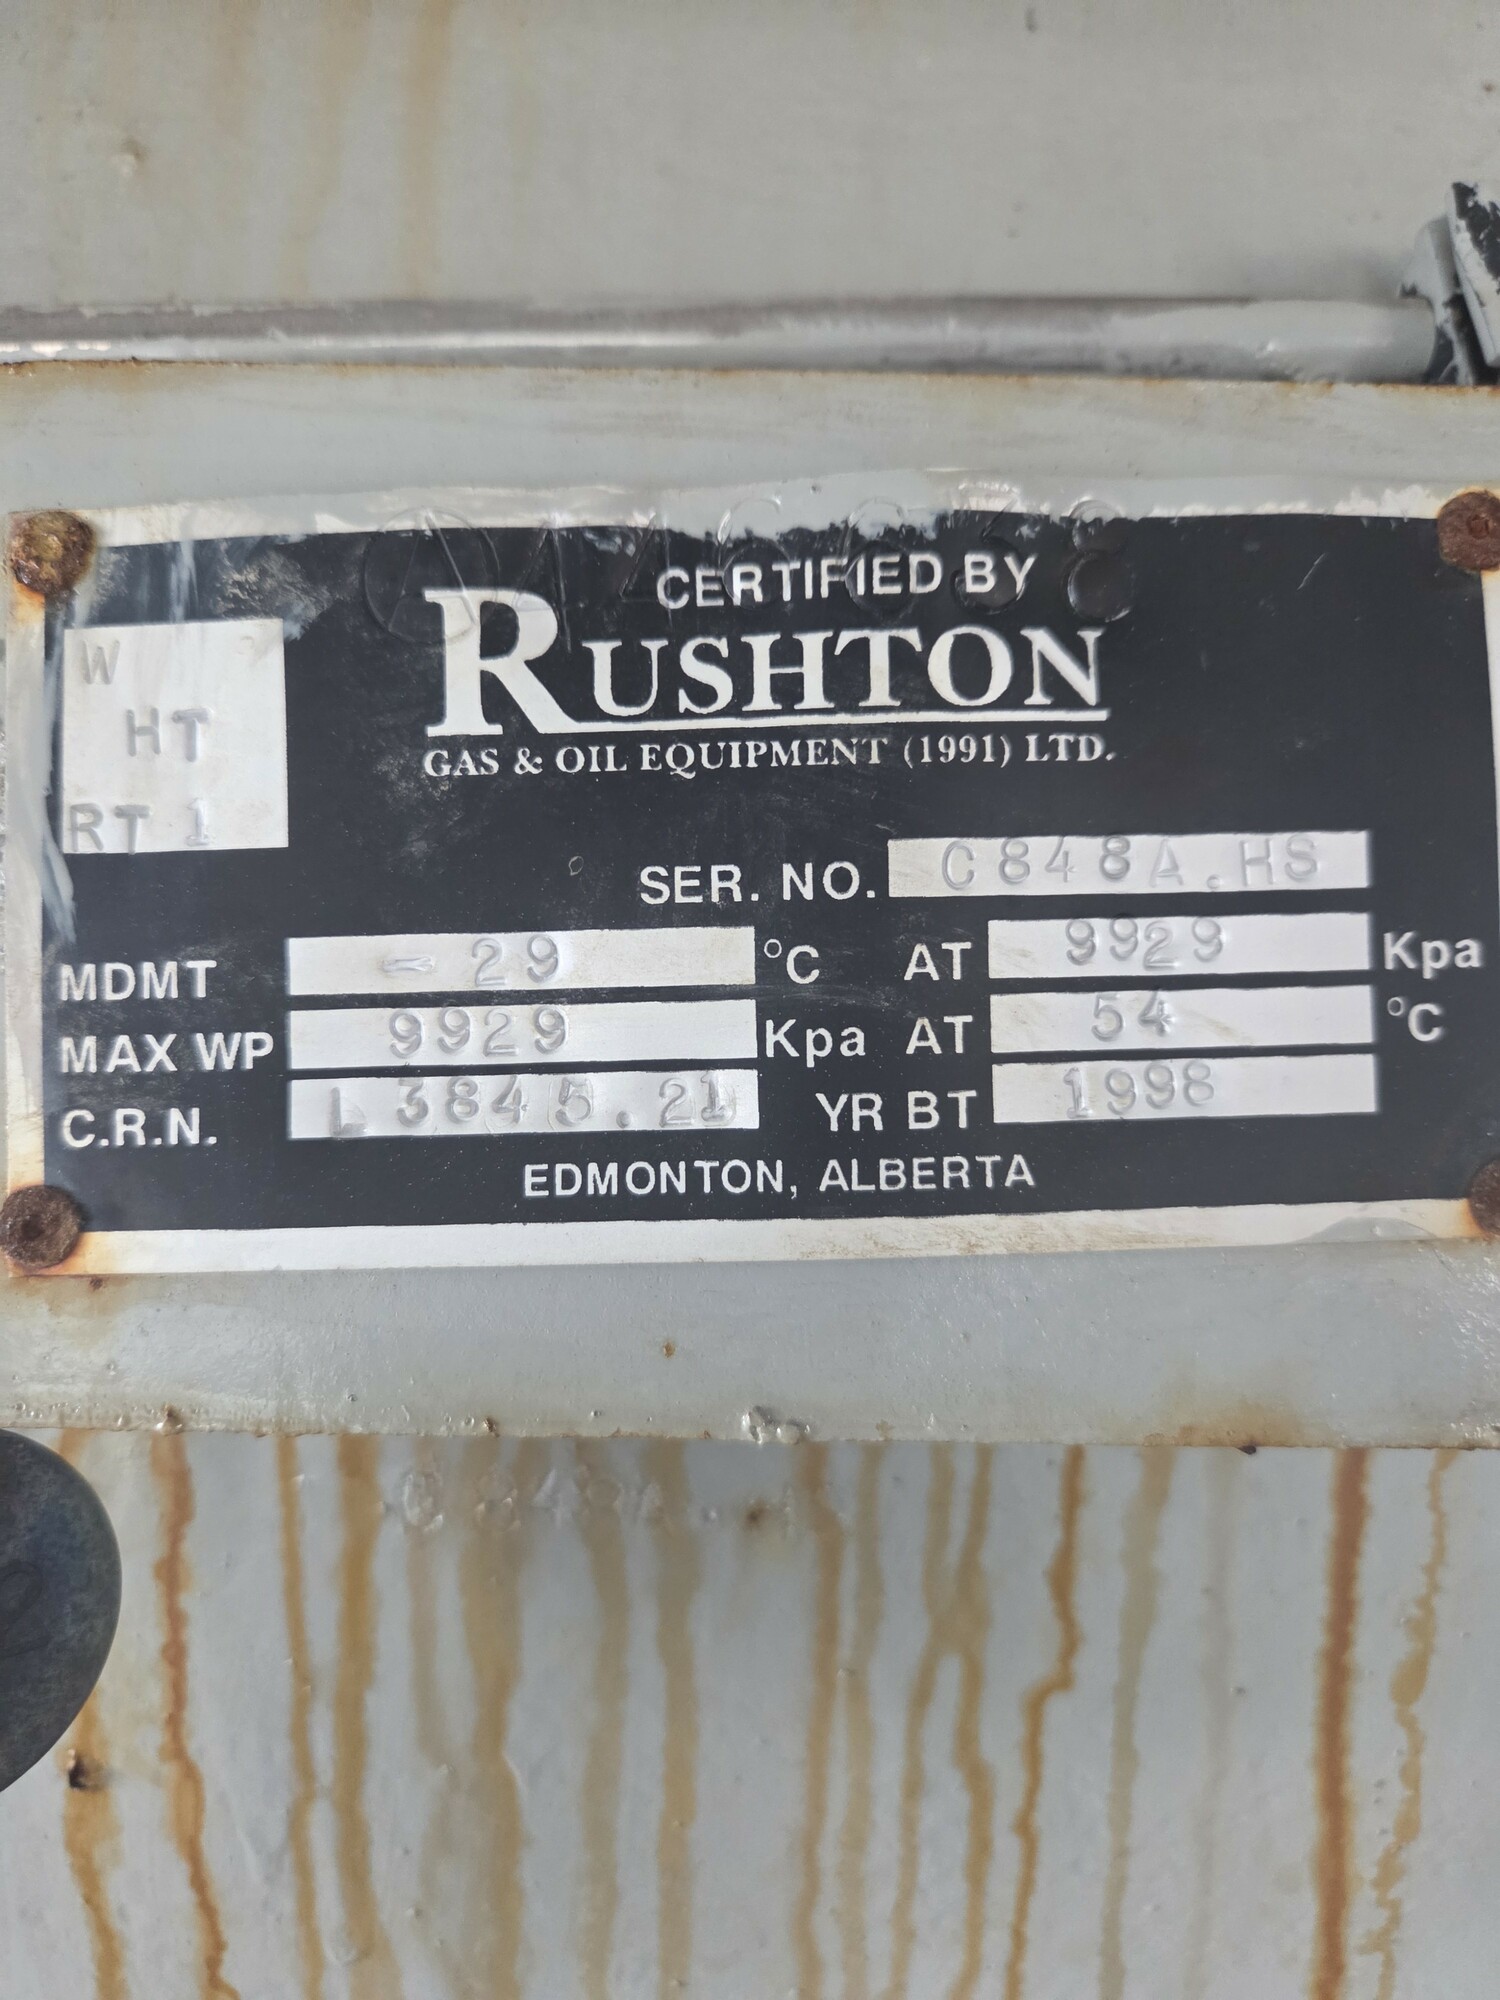 CERTIFIED BY
RUSHTON
GAS & OIL EQUIPMENT (1991) LTD.
W
HT
RT 1
SER. NO. C848A.HS
MDMT -29 °C AT 9929 Kpa
MAX WP 9929 Kpa AT 54 °C
C.R.N. L 3845.21 YR BT 1998
EDMONTON, ALBERTA